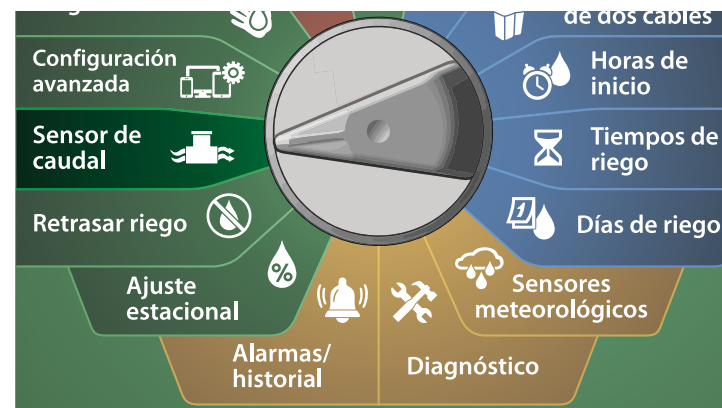 de dos cables
Configuración
avanzada
Horas de
inicio
Sensor de
caudal
Tiempos de
riego
Retrasar riego
1
Días de riego
%
Ajuste
estacional
Sensores
meteorológicos
Alarmas/
historial
Diagnóstico